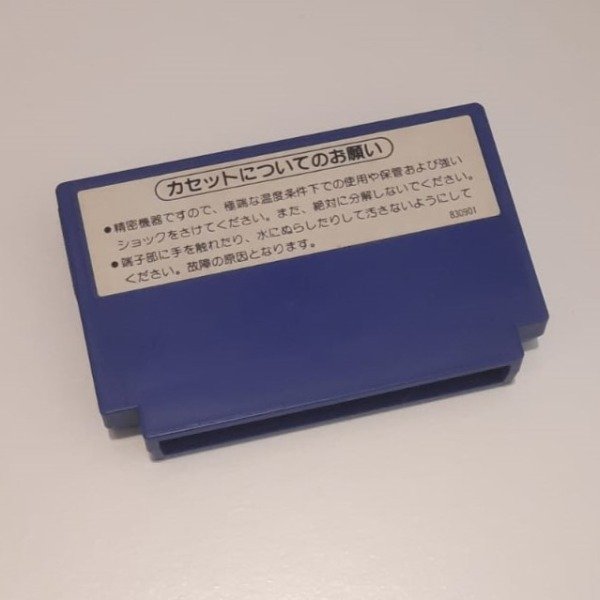 カセットについてのお願い
●精密機器ですので、極端な温度条件下での使用や保管および強い
ショックをさけてください。また、絶対に分解しないでください。
●端子部に手を触れたり、水にぬらしたりして汚さないようにして
ください。故障の原因となります。
830901